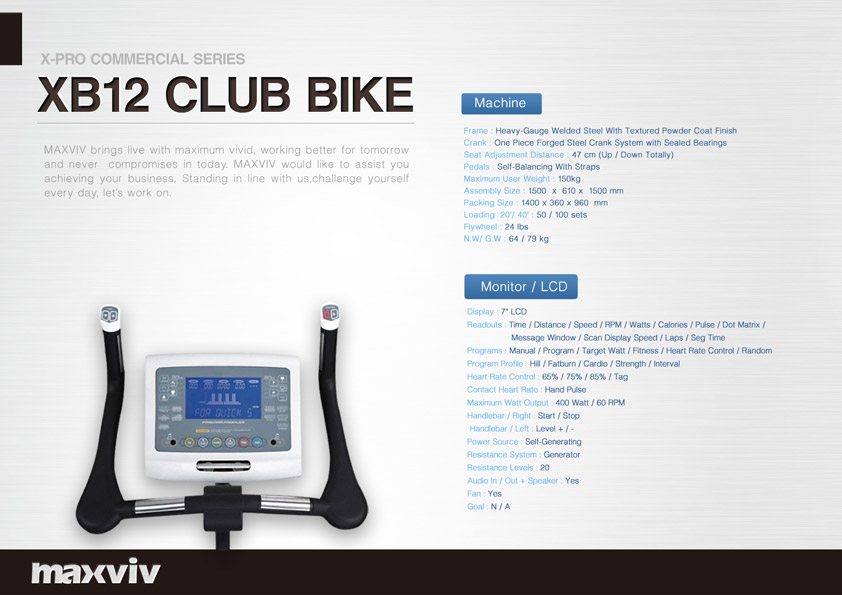 X-PRO COMMERCIAL SERIES
XB12 CLUB BIKE
MAXVIV brings live with maximum vivid, working better for tomorrow
and never compromises in today. MAXVIV would like to assist you
achieving your business. Standing in line with us,challenge yourself
every day, let's work on.
Machine
Frame : Heavy-Gauge Welded Steel With Textured Powder Coat Finish
Crank : One Piece Forged Steel Crank System with Sealed Bearings
Seat Adjustment Distance : 47 cm (Up / Down Totally)
Pedals : Self-Balancing With Straps
Maximum User Weight : 150kg
Assembly Size : 1500 x 610 x 1500 mm
Packing Size : 1400 x 360 x 960 mm
Loading 20'/ 40' : 50 / 100 sets
Flywheel : 24 lbs
N.W/ G.W : 64 / 79 kg
Monitor / LCD
Display : 7" LCD
Readouts : Time / Distance / Speed / RPM / Watts / Calories / Pulse / Dot Matrix /
Message Window / Scan Display Speed / Laps / Seg Time
Programs : Manual / Program / Target Watt / Fitness / Heart Rate Control / Random
Program Profile : Hill / Fatburn / Cardio / Strength / Interval
Heart Rate Control : 65% / 75% / 85% / Tag
Contact Heart Rate : Hand Pulse
Maximum Watt Output : 400 Watt / 60 RPM
Handlebar / Right : Start / Stop
Handlebar / Left : Level + / -
Power Source : Self-Generating
Resistance System : Generator
Resistance Levels : 20
Audio In / Out + Speaker : Yes
Fan : Yes
Goal : N / A
FOR QUICK S
PROGRAM PROFILES
maxviv